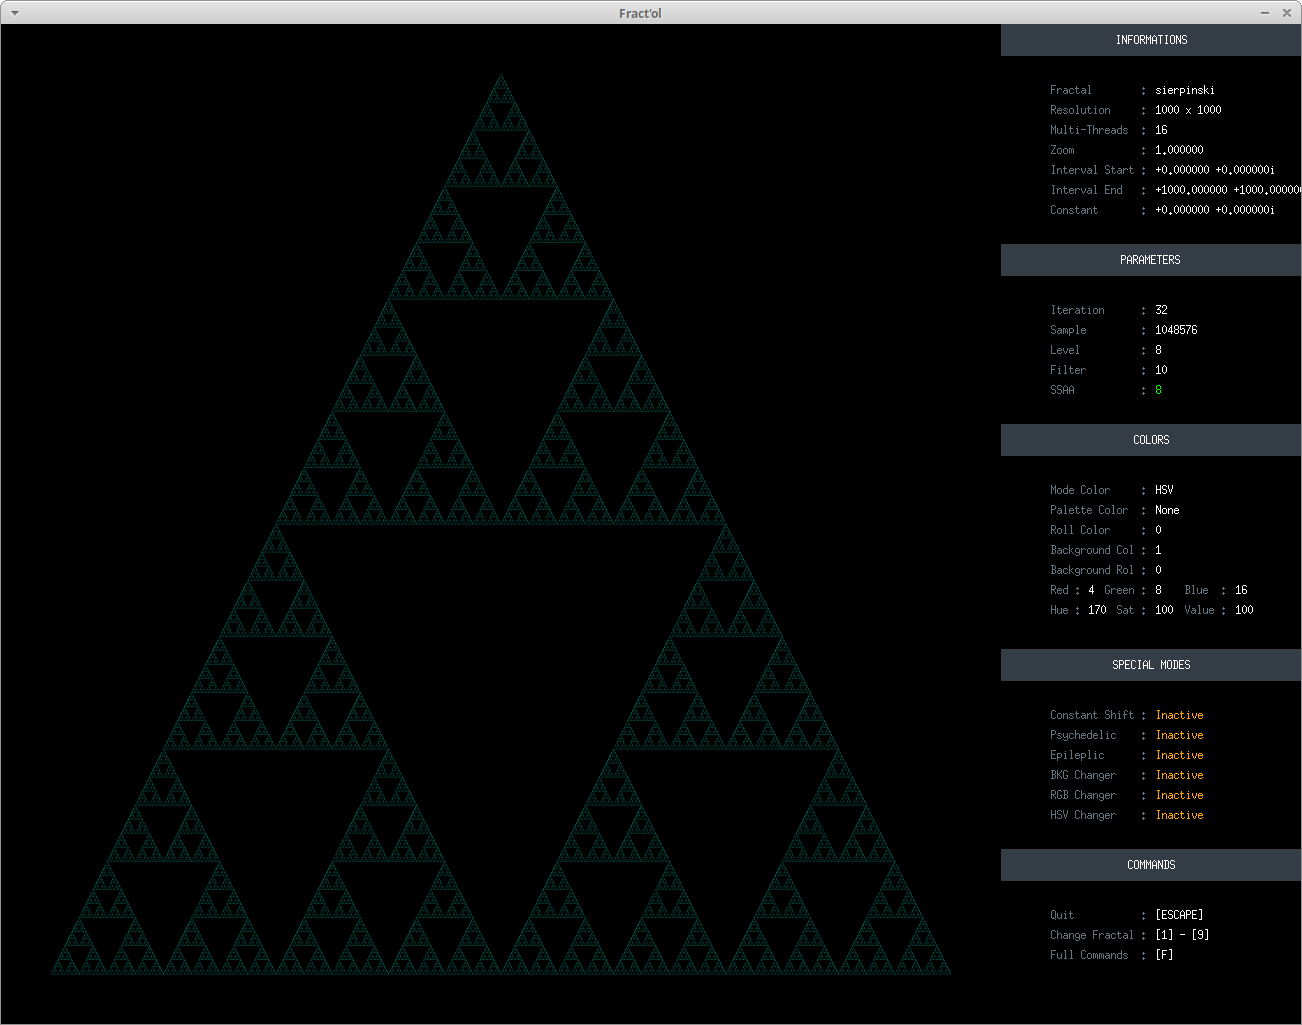 Fract'ol
INFORMATIONS
Fractal : sierpinski
Resolution : 1000 x 1000
Multi-Threads : 16
Zoom : 1.000000
Interval Start : +0.000000 +0.000000i
Interval End : +1000.000000 +1000.000000
Constant : +0.000000 +0.000000i
PARAMETERS
Iteration : 32
Sample : 1048576
Level : 8
Filter : 10
SSAA : 8
COLORS
Mode Color : HSV
Palette Color : None
Roll Color : 0
Background Col : 1
Background Rol : 0
Red : 4 Green : 8 Blue : 16
Hue : 170 Sat : 100 Value : 100
SPECIAL MODES
Constant Shift : Inactive
Psychedelic : Inactive
Epileplic : Inactive
BKG Changer : Inactive
RGB Changer : Inactive
HSV Changer : Inactive
COMMANDS
Quit : [ESCAPE]
Change Fractal : [1] - [9]
Full Commands : [F]